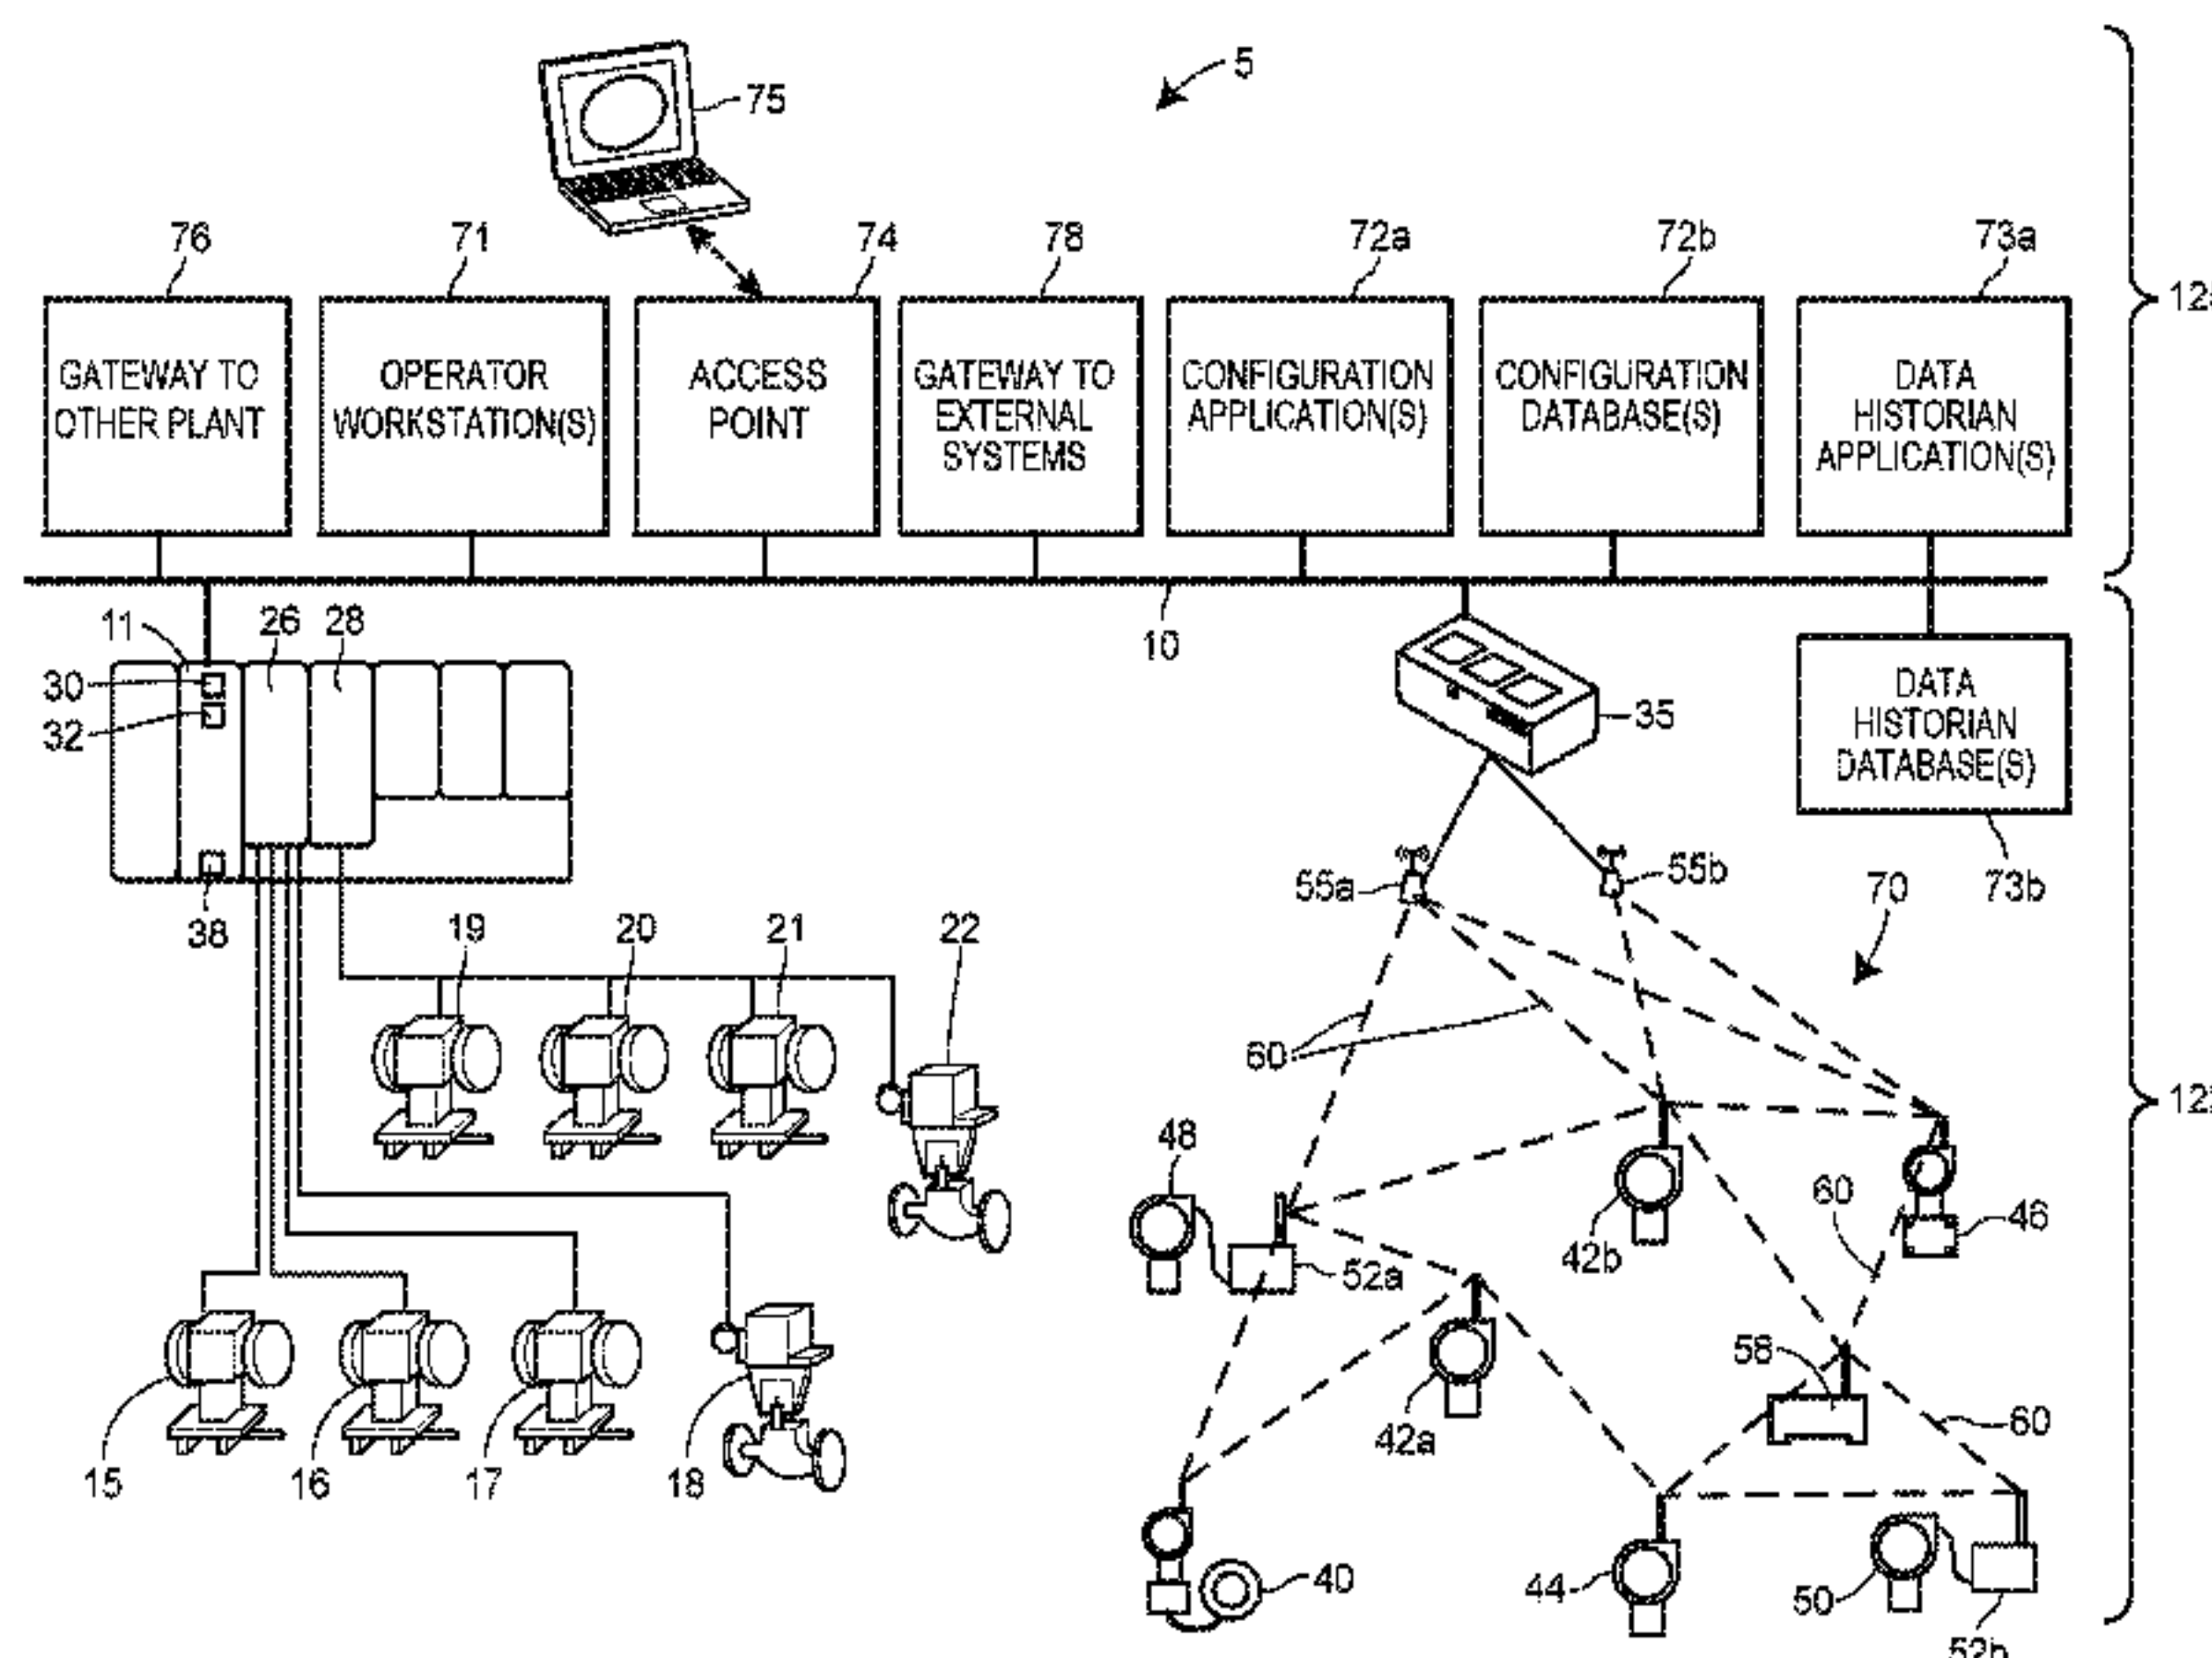 5
75
76
71
74
78
72a
72b
73a
GATEWAY TO
OTHER PLANT
OPERATOR
WORKSTATION(S)
ACCESS
POINT
GATEWAY TO
EXTERNAL
SYSTEMS
CONFIGURATION
APPLICATION(S)
CONFIGURATION
DATABASE(S)
DATA
HISTORIAN
APPLICATION(S)
10
11
26
28
30
32
38
35
DATA
HISTORIAN
DATABASE(S)
73b
55a
55b
70
19
20
21
22
60
48
52a
42b
60
46
58
60
42a
15
16
17
18
40
44
50
52b